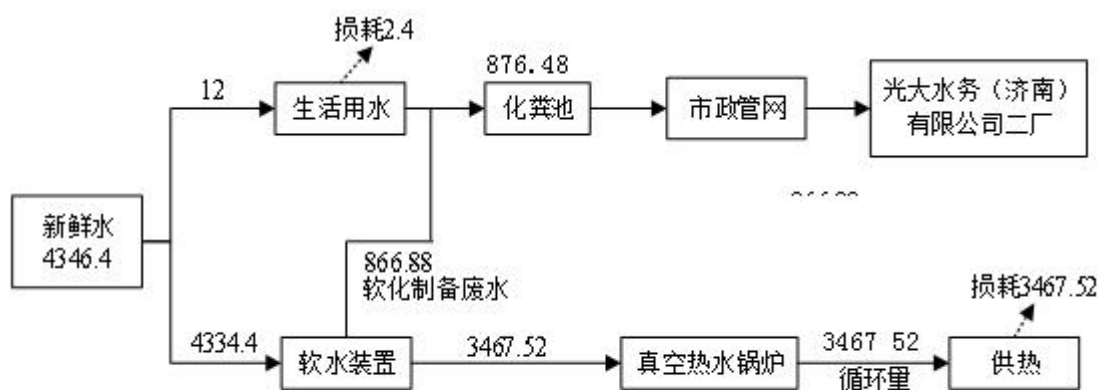 损耗2.4
876.48
12
生活用水
化粪池
市政管网
光大水务（济南）
有限公司二厂
新鲜水
4346.4
866.88
软化制备废水
损耗3467.52
4334.4
软水装置
3467.52
真空热水锅炉
3467 52
循环量
供热